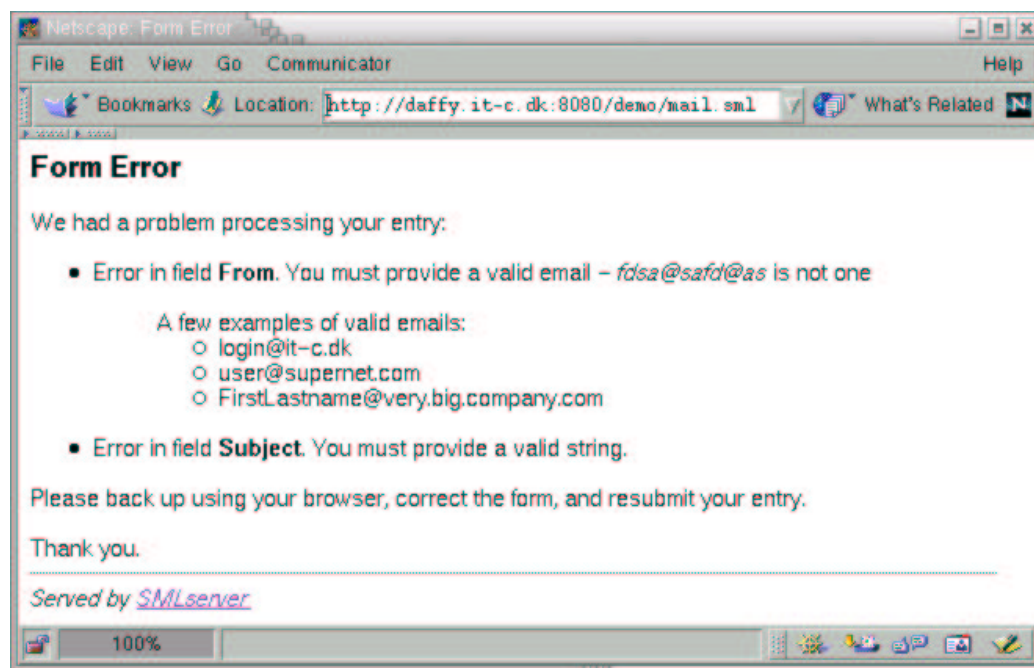 Netscape: Form Error
File Edit View Go Communicator Help
Bookmarks Location: http://daffy.it-c.dk:8080/demo/mail.sml What's Related N
Form Error
We had a problem processing your entry:
• Error in field From. You must provide a valid email – fdsa@safd@as is not one
A few examples of valid emails:
○ login@it-c.dk
○ user@supernet.com
○ FirstLastname@very.big.company.com
• Error in field Subject. You must provide a valid string.
Please back up using your browser, correct the form, and resubmit your entry.
Thank you.
Served by SMLserver
100%